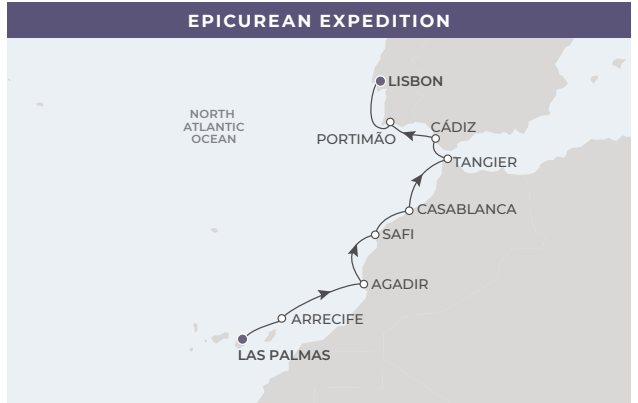 EPICUREAN EXPEDITION
LISBON
NORTH
ATLANTIC
OCEAN
CÁDIZ
PORTIMÃO
TANGIER
CASABLANCA
SAFI
AGADIR
ARRECIFE
LAS PALMAS